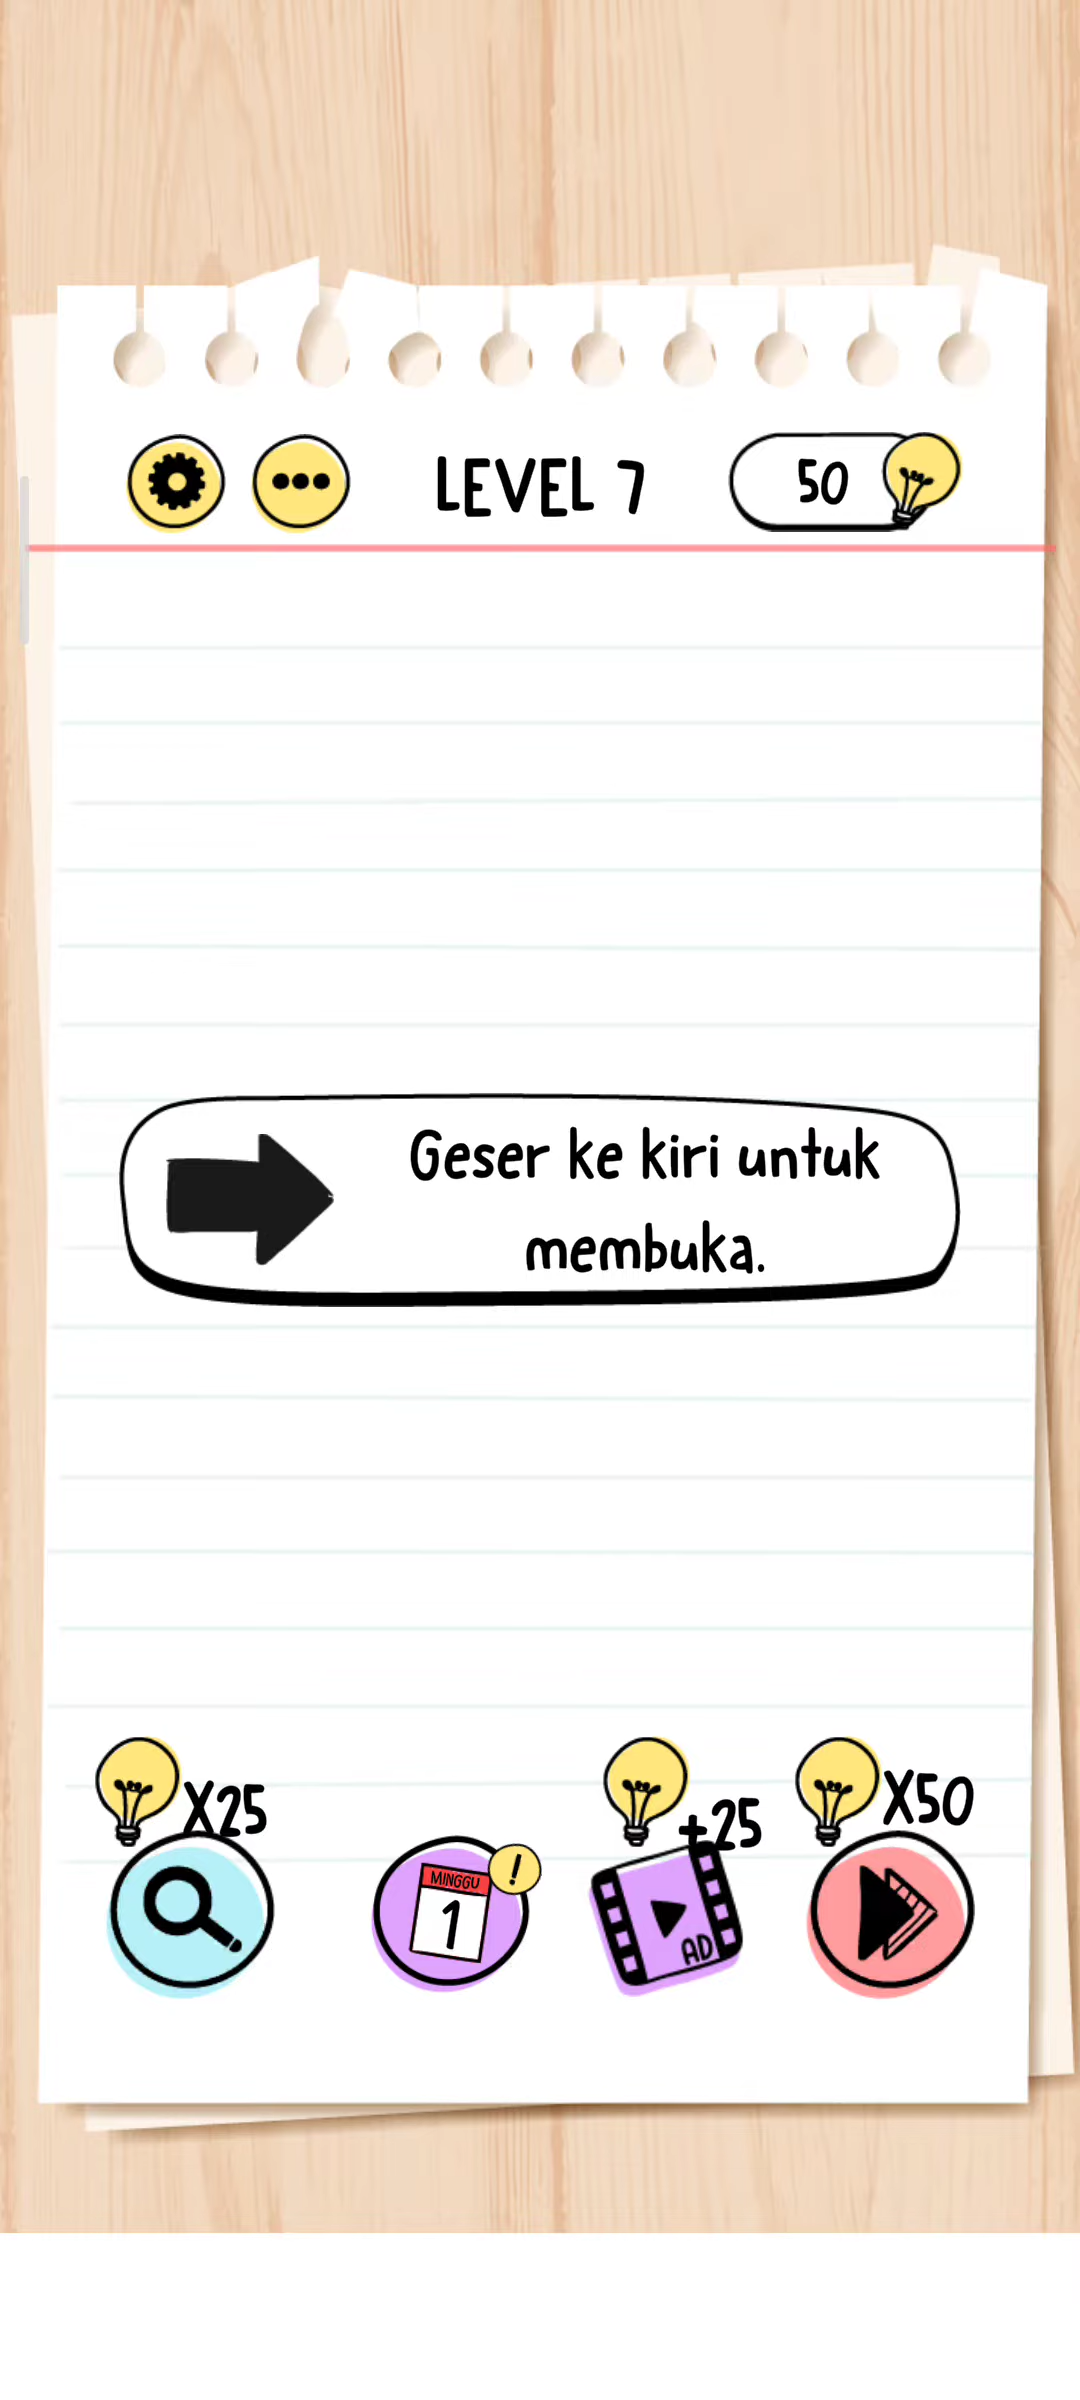 LEVEL 7
50
Geser ke kiri untuk
membuka.
X25
+25
X50
MINGGU
1
!
AD